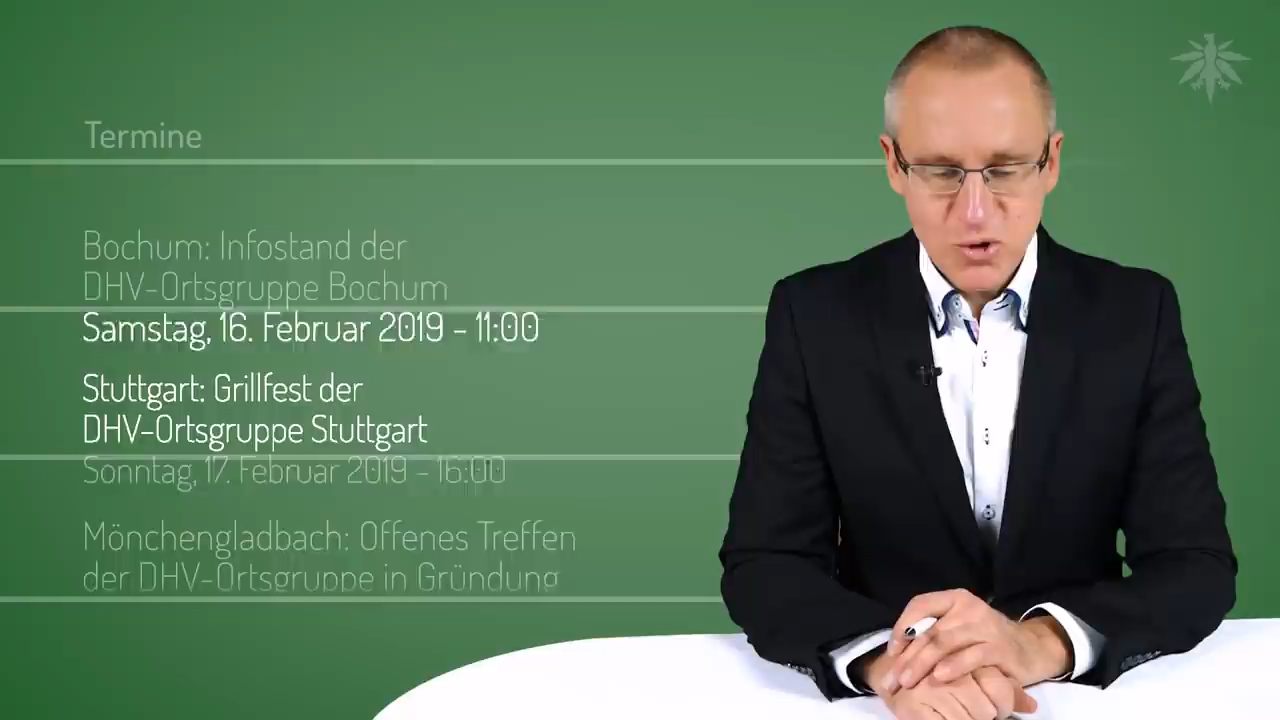 Termine
Bochum: Infostand der
DHV-Ortsgruppe Bochum
Samstag, 16. Februar 2019 - 11:00
Stuttgart: Grillfest der
DHV-Ortsgruppe Stuttgart
Sonntag, 17. Februar 2019 - 16:00
Mönchengladbach: Offenes Treffen
der DHV-Ortsgruppe in Gründung